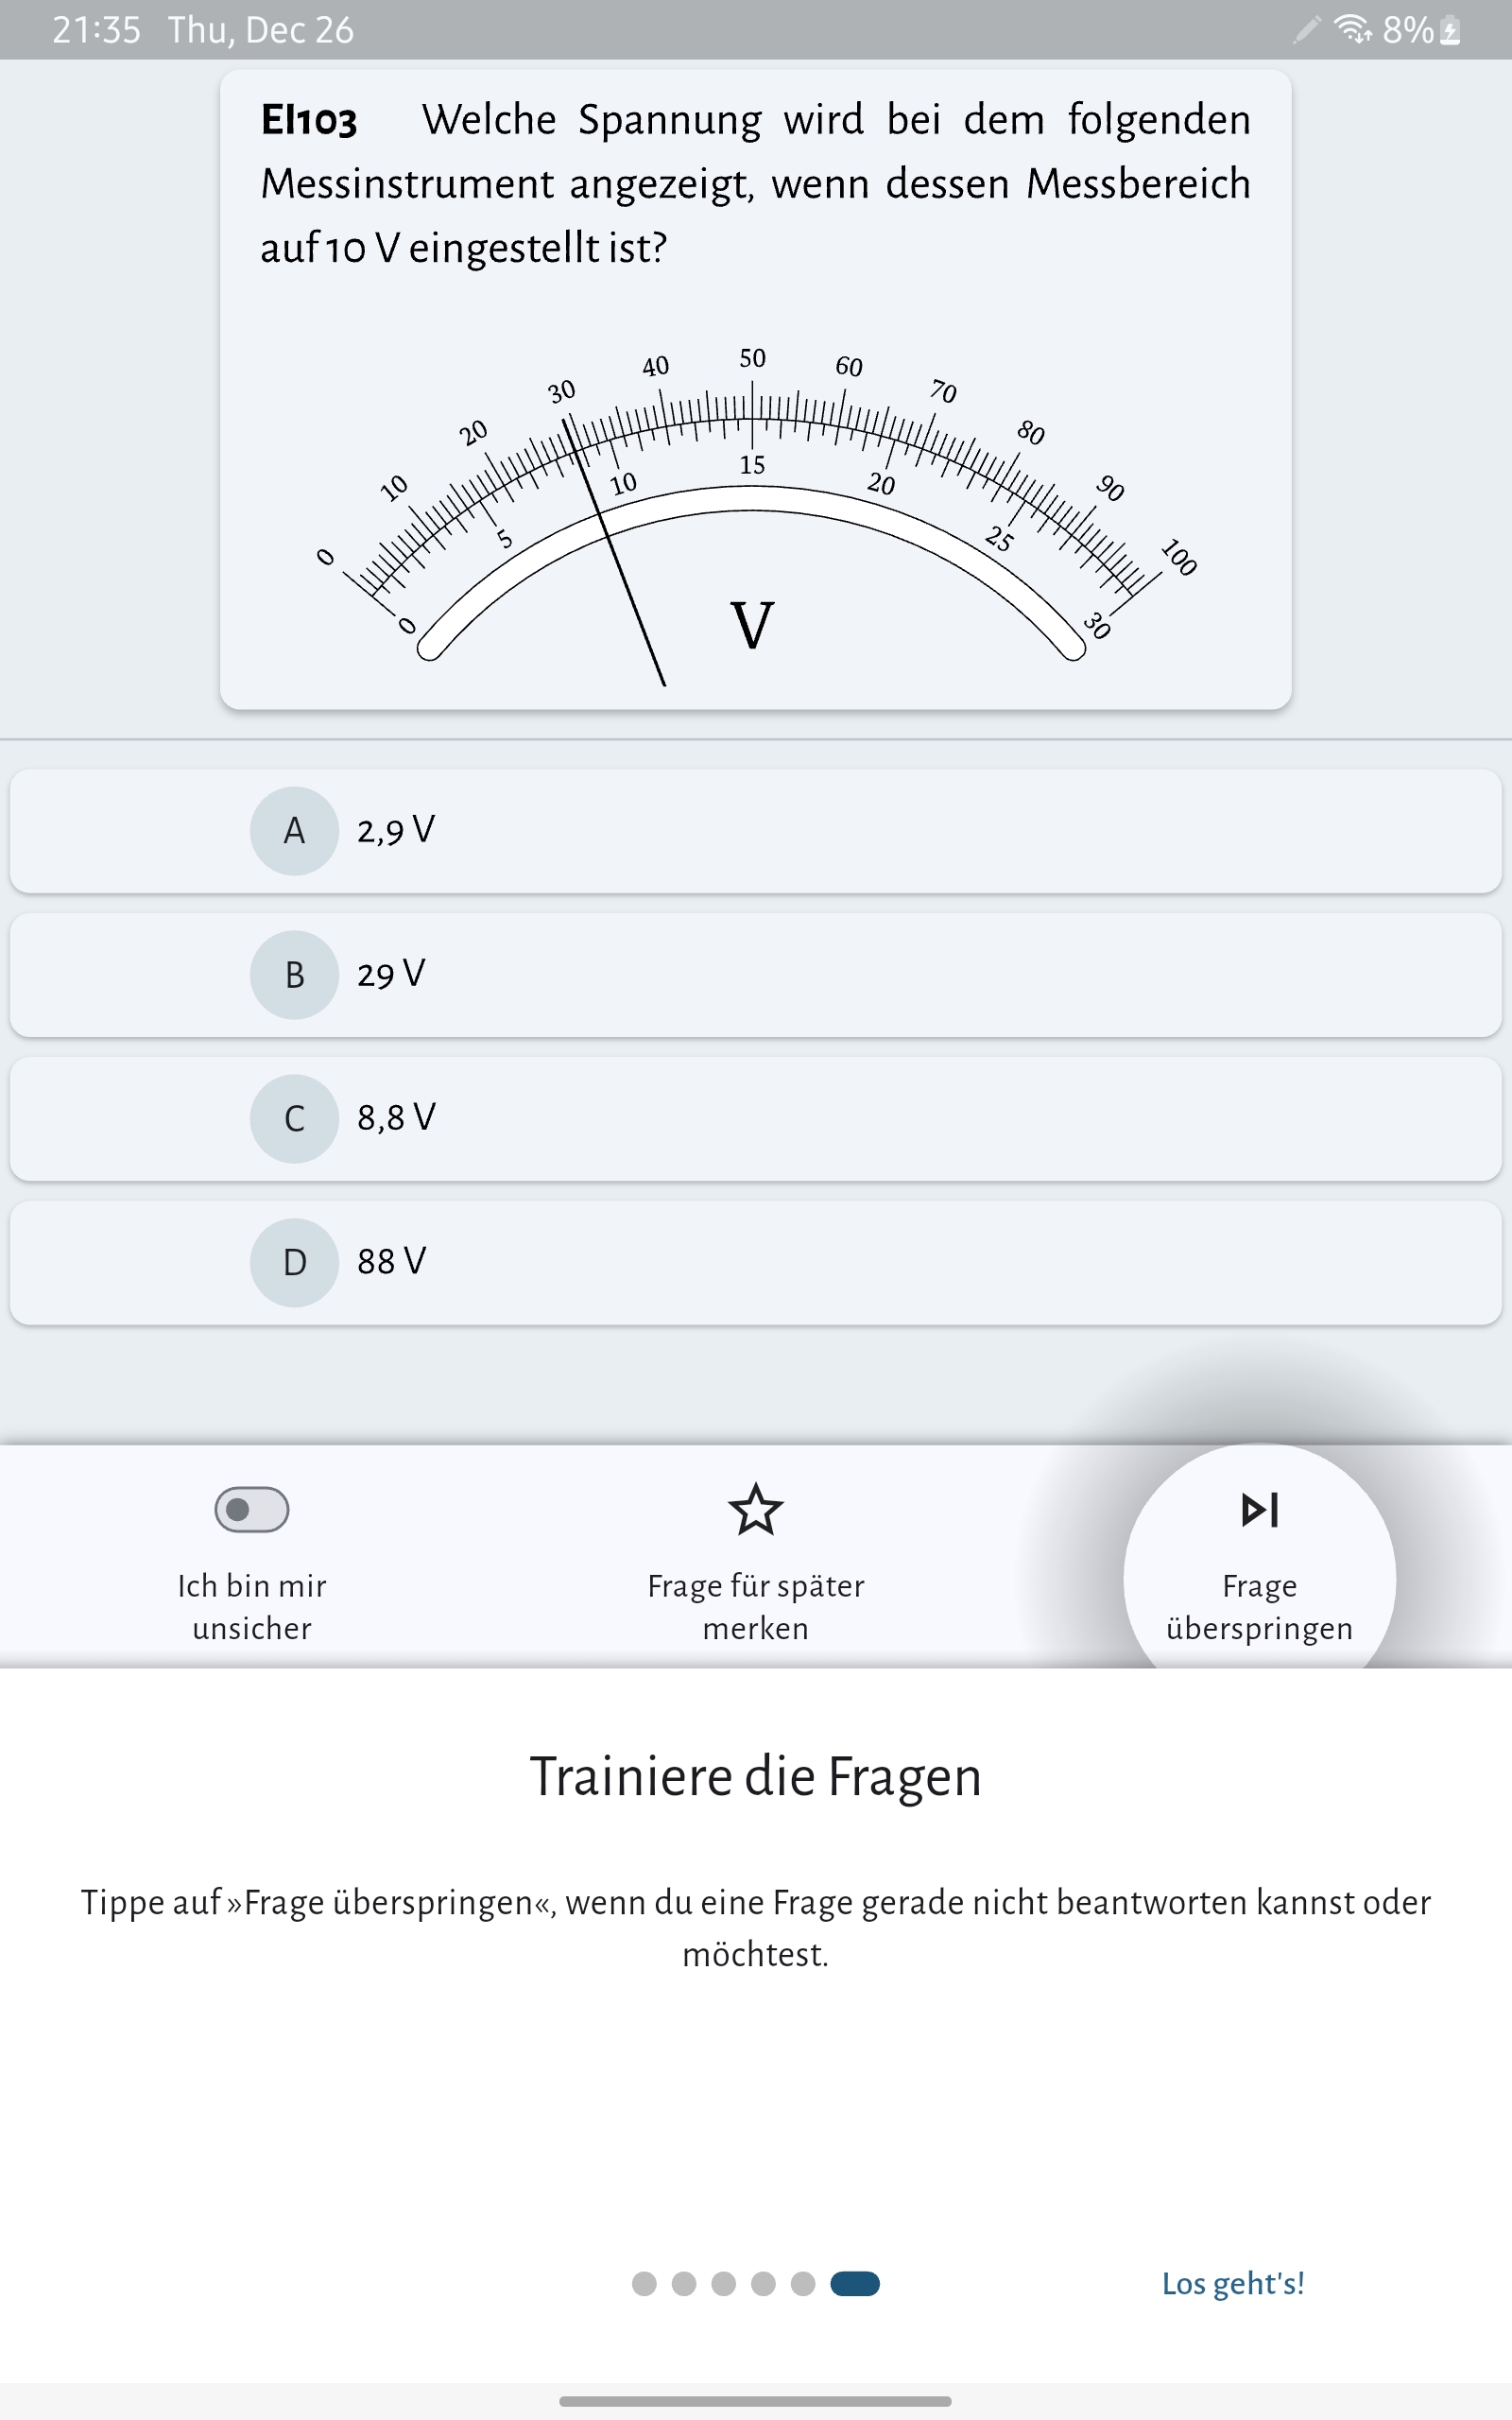 21:35 Thu, Dec 26 8%
EI103 Welche Spannung wird bei dem folgenden
Messinstrument angezeigt, wenn dessen Messbereich
auf 10 V eingestellt ist?
0 10 20 30 40 50 60 70 80 90 100
0 5 10 15 20 25 30
V
A 2,9 V
B 29 V
C 8,8 V
D 88 V
Ich bin mir
unsicher
Frage für später
merken
Frage
überspringen
Trainiere die Fragen
Tippe auf »Frage überspringen«, wenn du eine Frage gerade nicht beantworten kannst oder
möchtest.
Los geht's!